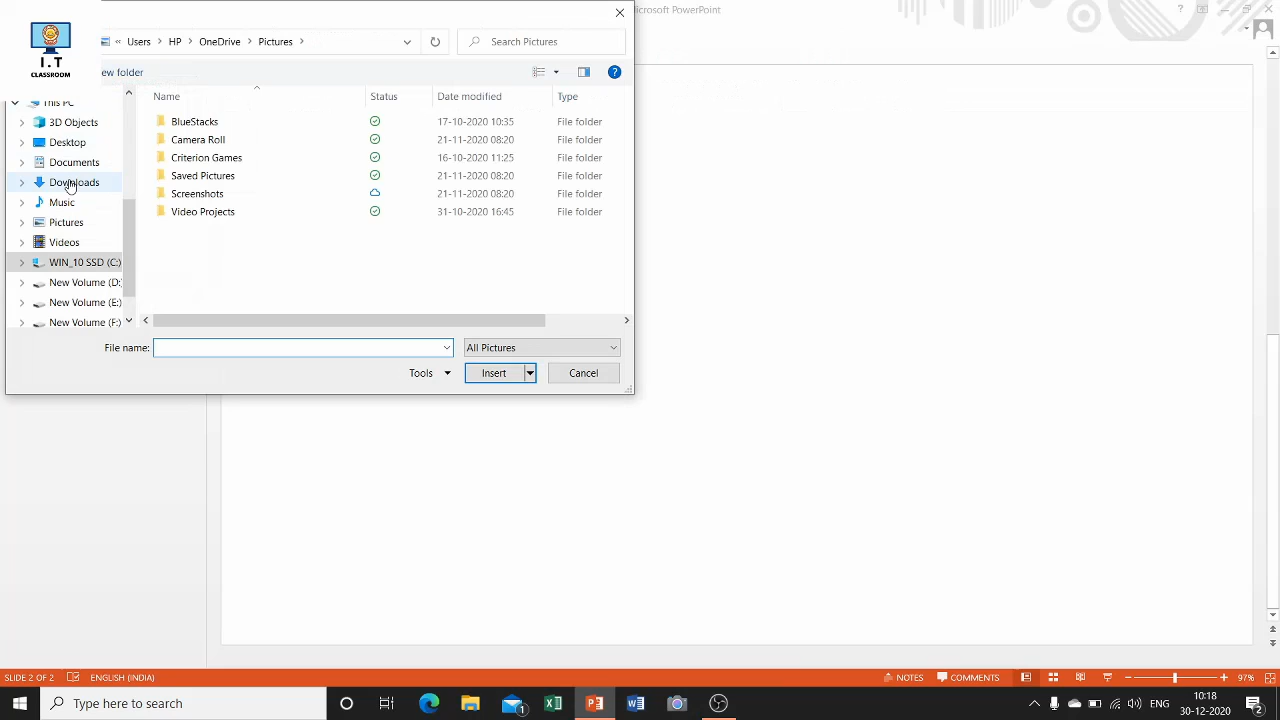 Microsoft PowerPoint
I.T
CLASSROOM
Users
HP
OneDrive
Pictures
Search Pictures
ew folder
Name
Status
Date modified
Type
This PC
3D Objects
Desktop
Documents
Downloads
Music
Pictures
Videos
WIN_10 SSD (C:)
New Volume (D:
New Volume (E:)
New Volume (F:)
BlueStacks 17-10-2020 10:35 File folder
Camera Roll 21-11-2020 08:20 File folder
Criterion Games 16-10-2020 11:25 File folder
Saved Pictures 21-11-2020 08:20 File folder
Screenshots 21-11-2020 08:20 File folder
Video Projects 31-10-2020 16:45 File folder
File name:
All Pictures
Tools
Insert
Cancel
SLIDE 2 OF 2
ENGLISH (INDIA)
NOTES
COMMENTS
97%
Type here to search
ENG
10:18
30-12-2020